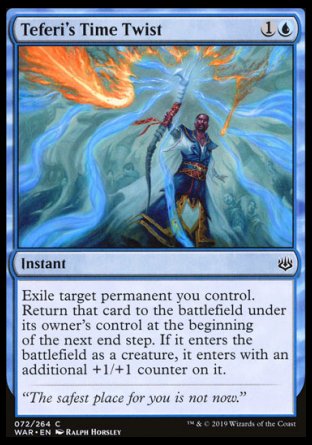 Teferi's Time Twist 1
Instant
Exile target permanent you control.
Return that card to the battlefield under
its owner's control at the beginning
of the next end step. If it enters the
battlefield as a creature, it enters with an
additional +1/+1 counter on it.
"The safest place for you is not now."
072/264 C
WAR • EN Ralph Horsley
™ & © 2019 Wizards of the Coast